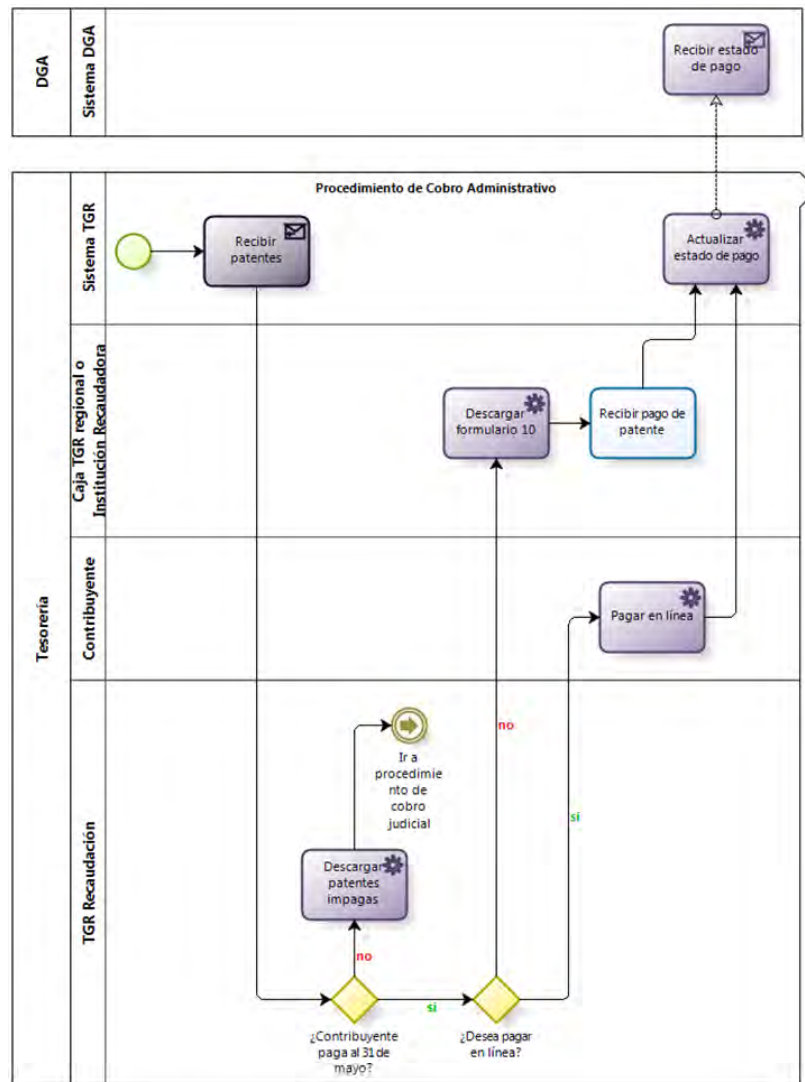 DGA
Sistema DGA
Recibir estado
de pago
Tesorería
Procedimiento de Cobro Administrativo
Sistema TGR
Recibir
patentes
Actualizar
estado de pago
Caja TGR regional o
Institución Recaudadora
Descargar
formulario 10
Recibir pago de
patente
Contribuyente
Pagar en línea
TGR Recaudación
Ir a
procedimie
nto de
cobro
judicial
no
si
Descargar
patentes
impagas
no
si
¿Contribuyente
paga al 31 de
mayo?
¿Desea pagar
en línea?